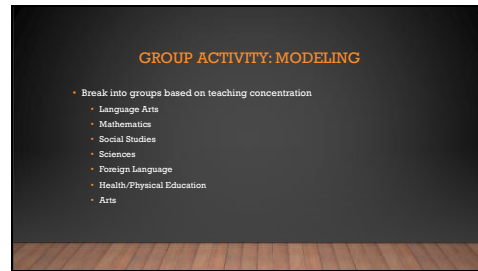 GROUP ACTIVITY: MODELING
• Break into groups based on teaching concentration
• Language Arts
• Mathematics
• Social Studies
• Sciences
• Foreign Language
• Health/Physical Education
• Arts